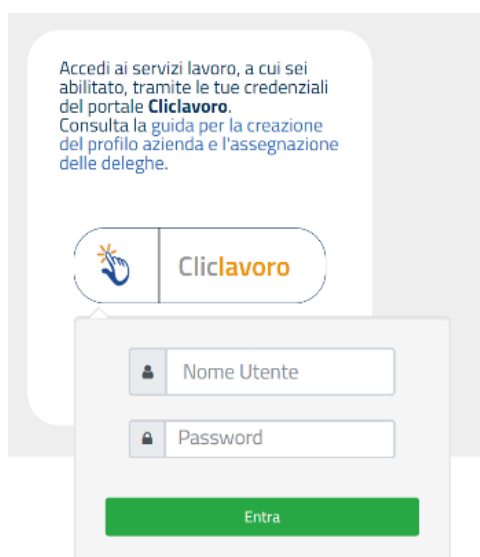 Accedi ai servizi lavoro, a cui sei
abilitato, tramite le tue credenziali
del portale Cliclavoro.
Consulta la guida per la creazione
del profilo azienda e l'assegnazione
delle deleghe.
Cliclavoro
Nome Utente
Password
Entra